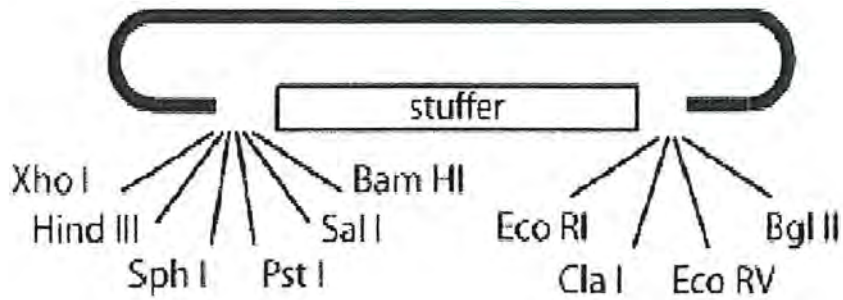 stuffer
Xho I
Bam HI
Hind III
Sal I
Eco RI
Bgl II
Sph I
Pst I
Cla I
Eco RV